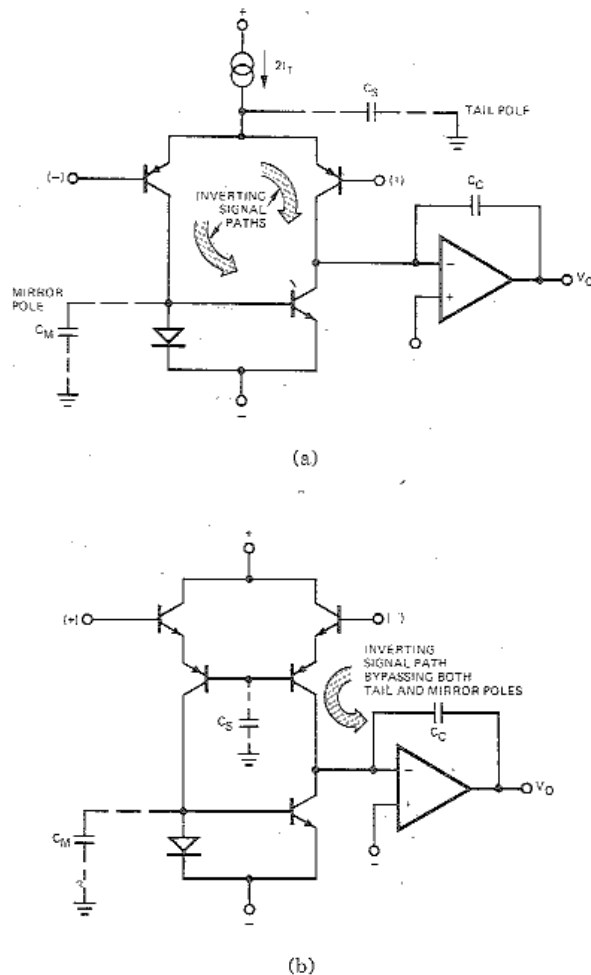 +
2I_T
C_S
TAIL POLE
(−)
(+)
INVERTING
SIGNAL
PATHS
C_C
−
+
V_O
MIRROR
POLE
C_M
−
(a)
+
(+)
INVERTING
SIGNAL PATH
BYPASSING BOTH
TAIL AND MIRROR POLES
C_S
C_C
−
+
V_O
−
C_M
−
(b)